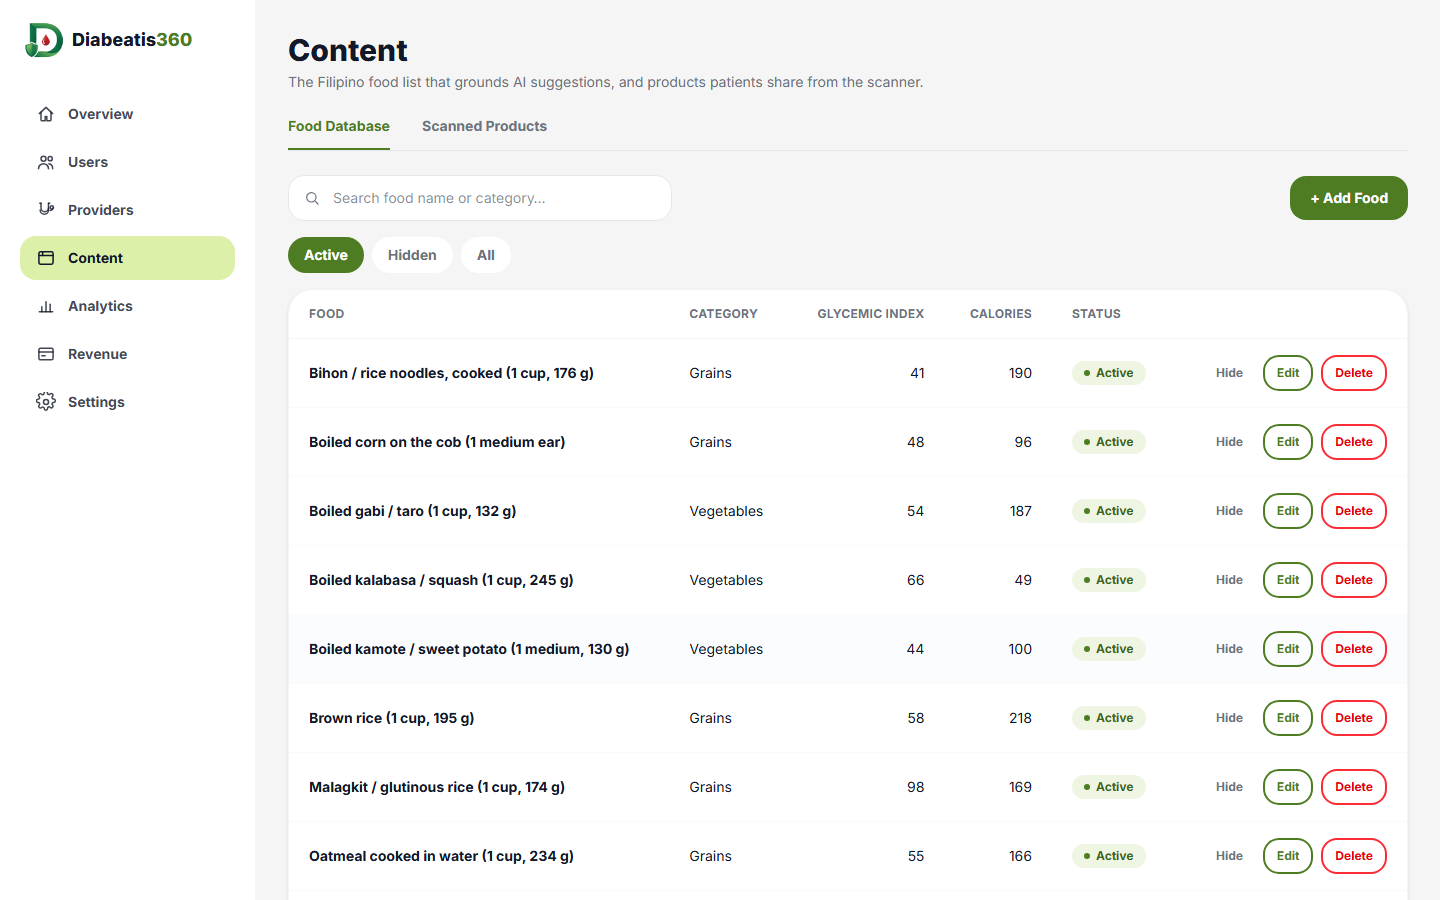 Diabeatis360
Overview
Users
Providers
Content
Analytics
Revenue
Settings
Content
The Filipino food list that grounds AI suggestions, and products patients share from the scanner.
Food Database Scanned Products
Search food name or category...
+ Add Food
Active Hidden All
FOOD CATEGORY GLYCEMIC INDEX CALORIES STATUS
Bihon / rice noodles, cooked (1 cup, 176 g) Grains 41 190 Active Hide Edit Delete
Boiled corn on the cob (1 medium ear) Grains 48 96 Active Hide Edit Delete
Boiled gabi / taro (1 cup, 132 g) Vegetables 54 187 Active Hide Edit Delete
Boiled kalabasa / squash (1 cup, 245 g) Vegetables 66 49 Active Hide Edit Delete
Boiled kamote / sweet potato (1 medium, 130 g) Vegetables 44 100 Active Hide Edit Delete
Brown rice (1 cup, 195 g) Grains 58 218 Active Hide Edit Delete
Malagkit / glutinous rice (1 cup, 174 g) Grains 98 169 Active Hide Edit Delete
Oatmeal cooked in water (1 cup, 234 g) Grains 55 166 Active Hide Edit Delete